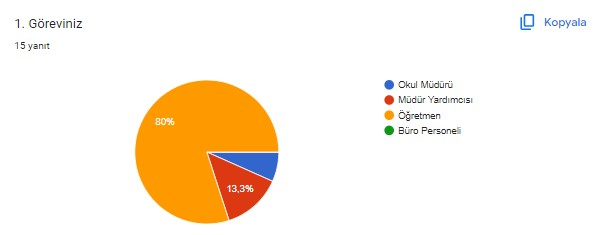 1. Göreviniz
Kopyala
15 yanıt
80%
13,3%
Okul Müdürü
Müdür Yardımcısı
Öğretmen
Büro Personeli